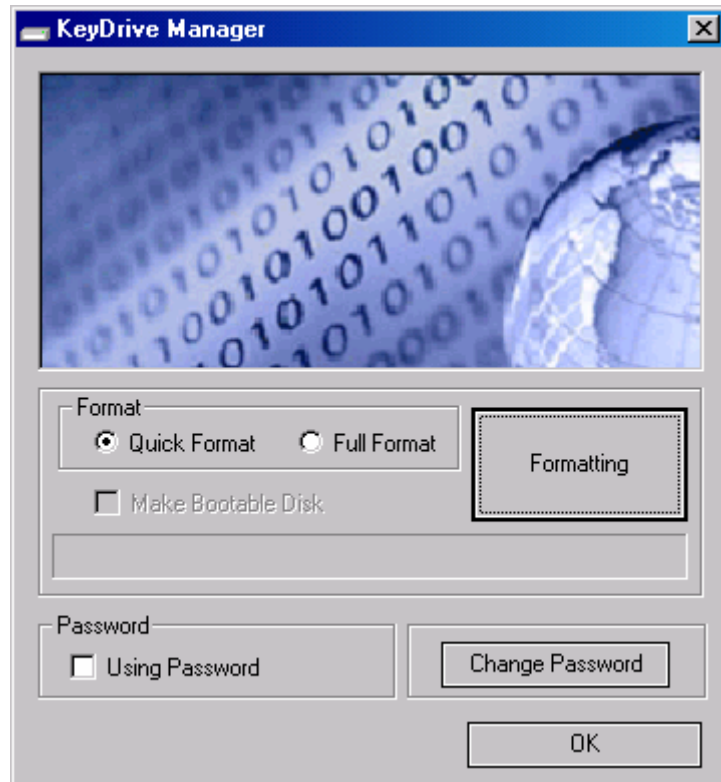 KeyDrive Manager
Format
Quick Format Full Format
Formatting
Make Bootable Disk
Password
Using Password
Change Password
OK